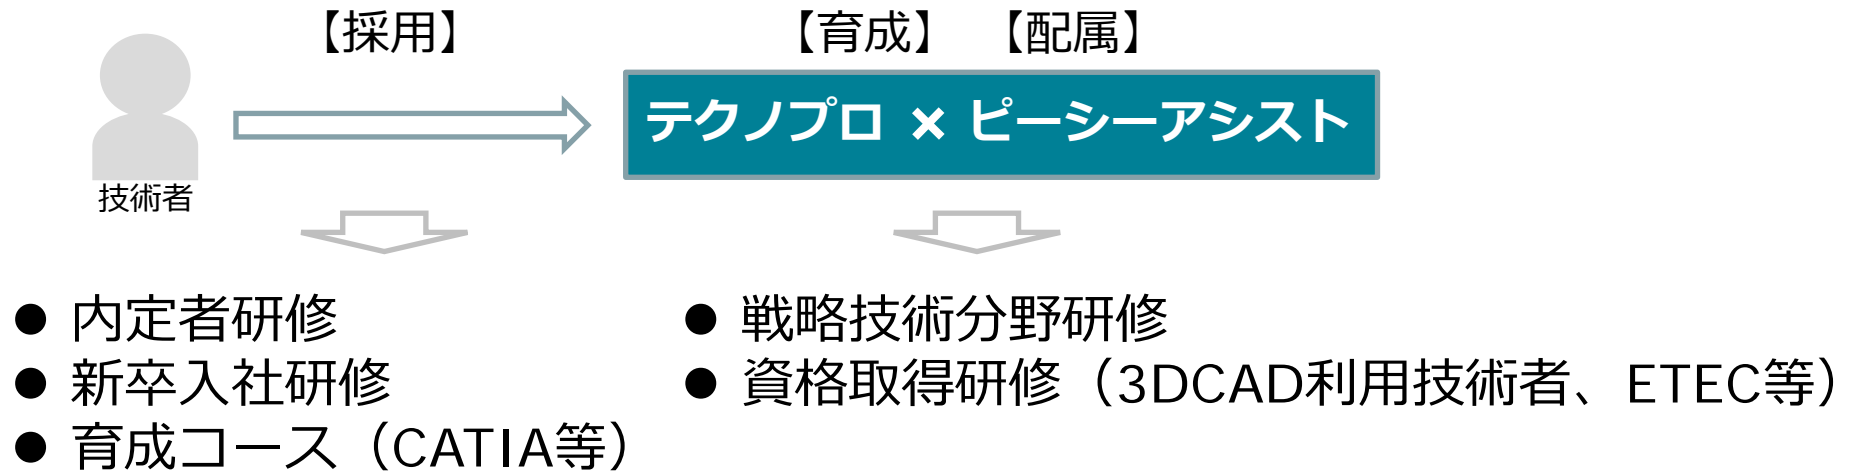 【採用】
【育成】 【配属】
テクノプロ × ピーシーアシスト
技術者
● 内定者研修
● 新卒入社研修
● 育成コース（CATIA等）
● 戦略技術分野研修
● 資格取得研修（3DCAD利用技術者、ETEC等）